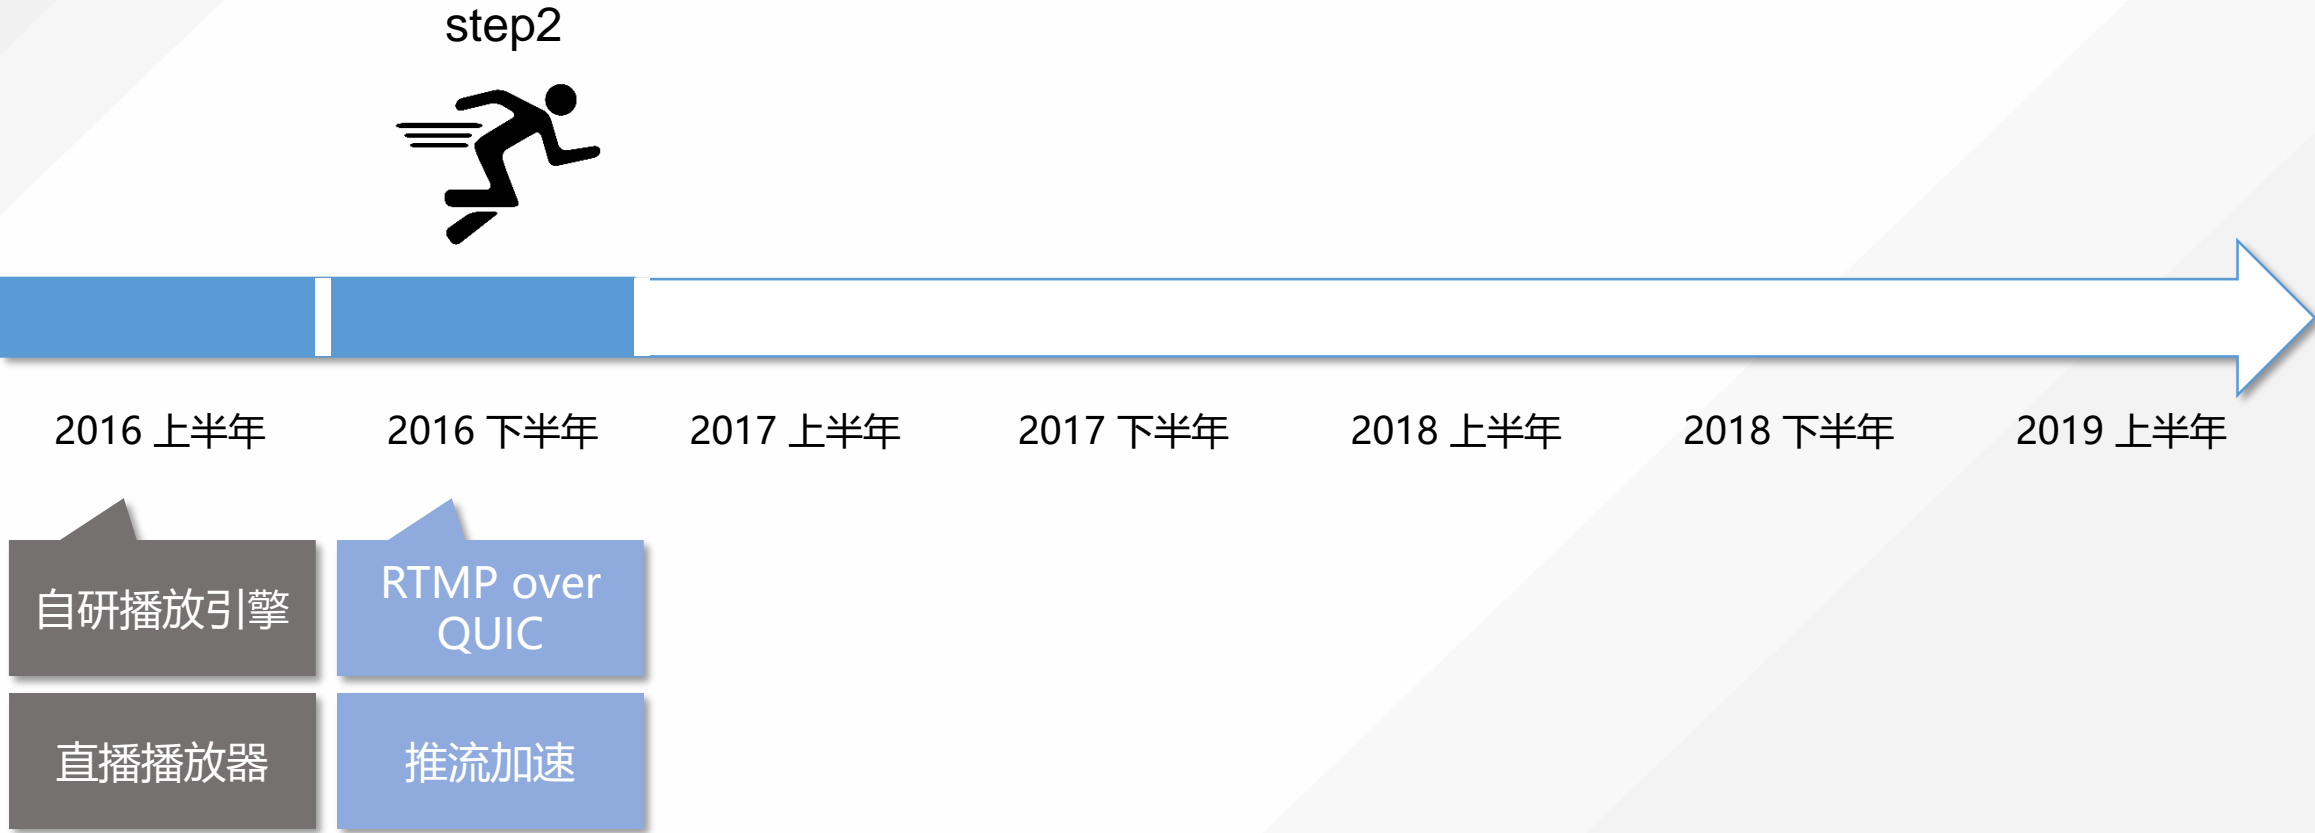 step2
2016 上半年
2016 下半年
2017 上半年
2017 下半年
2018 上半年
2018 下半年
2019 上半年
自研播放引擎
RTMP over
QUIC
直播播放器
推流加速